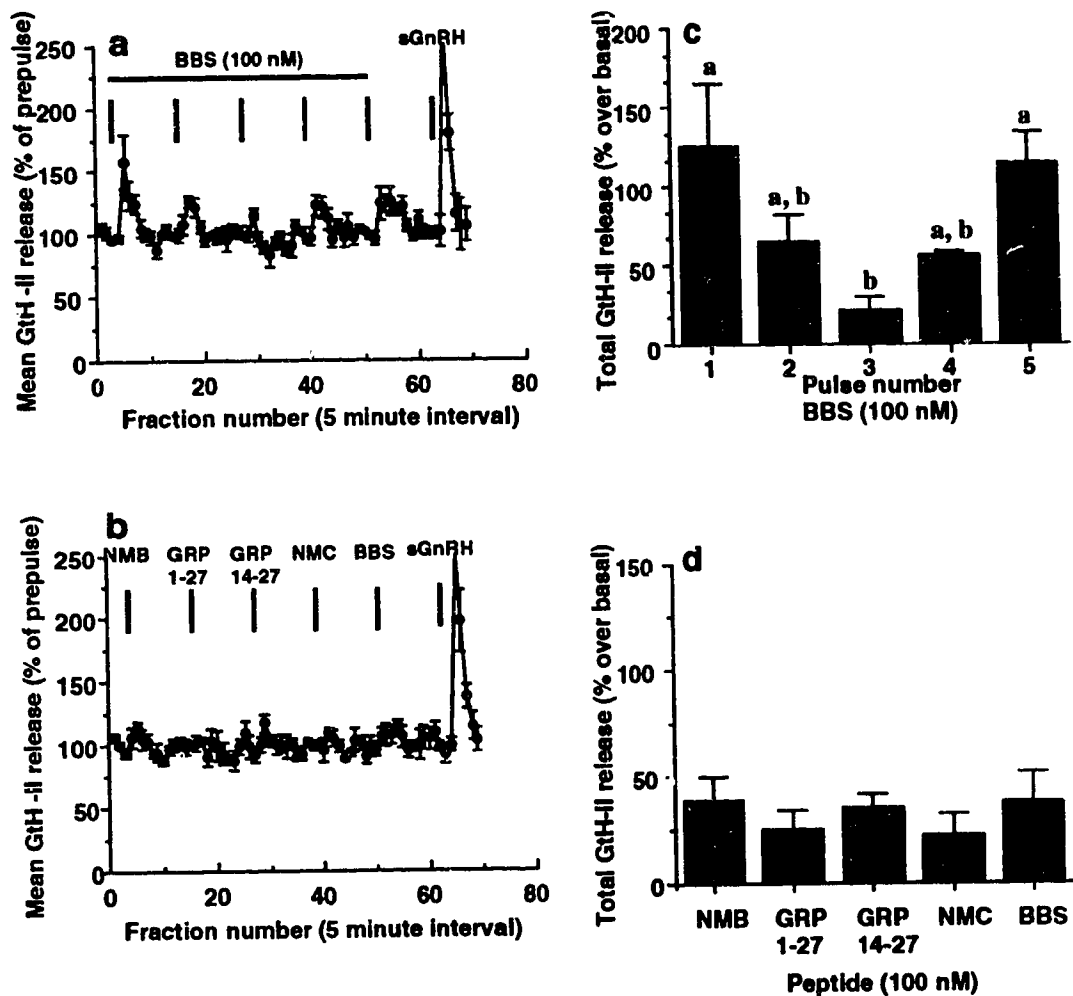 a
sGnRH
BBS (100 nM)
Mean GtH-II release (% of prepulse)
250
200
150
100
50
0
0
20
40
60
80
Fraction number (5 minute interval)
c
Total GtH-II release (% over basal)
200
150
100
50
0
a
a, b
b
a, b
a
1
2
3
4
5
Pulse number
BBS (100 nM)
b
NMB
GRP
1-27
GRP
14-27
NMC
BBS
sGnRH
Mean GtH-II release (% of prepulse)
250
200
150
100
50
0
0
20
40
60
80
Fraction number (5 minute interval)
d
Total GtH-II release (% over basal)
150
100
50
0
NMB
GRP
1-27
GRP
14-27
NMC
BBS
Peptide (100 nM)